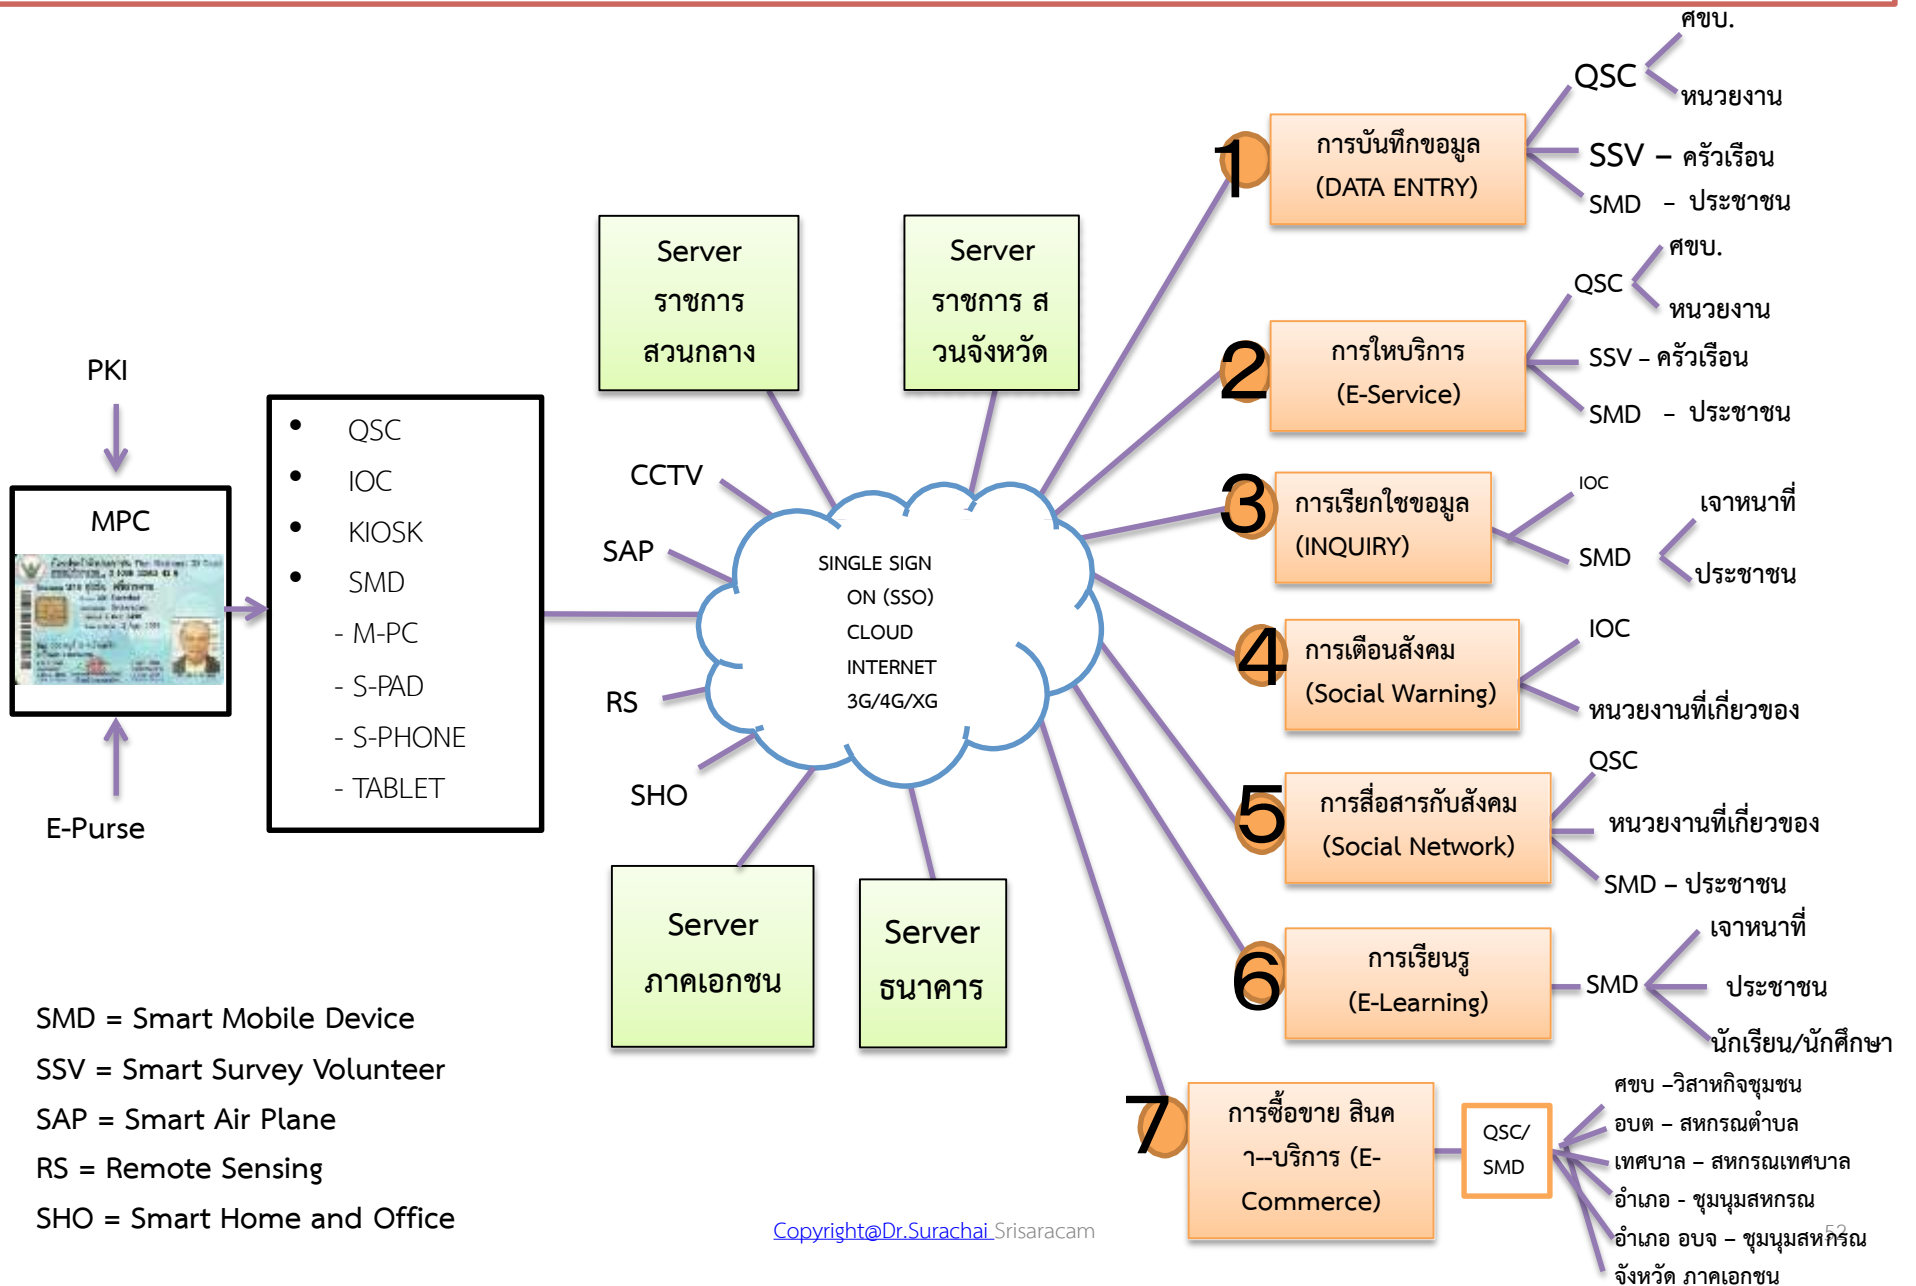 PKI
MPC
E-Purse
• QSC
• IOC
• KIOSK
• SMD
- M-PC
- S-PAD
- S-PHONE
- TABLET
Server
ราชการ
สวนกลาง
Server
ราชการ ส
วนจังหวัด
CCTV
SAP
RS
SHO
SINGLE SIGN
ON (SSO)
CLOUD
INTERNET
3G/4G/XG
Server
ภาคเอกชน
Server
ธนาคาร
1
การบันทึกขอมูล
(DATA ENTRY)
QSC
ศขบ.
หนวยงาน
SSV – ครัวเรือน
SMD – ประชาชน
2
การใหบริการ
(E-Service)
QSC
ศขบ.
หนวยงาน
SSV – ครัวเรือน
SMD – ประชาชน
3
การเรียกใชขอมูล
(INQUIRY)
IOC
SMD
เจาหนาที่
ประชาชน
4
การเตือนสังคม
(Social Warning)
IOC
หนวยงานที่เกี่ยวของ
5
การสื่อสารกับสังคม
(Social Network)
QSC
หนวยงานที่เกี่ยวของ
SMD – ประชาชน
6
การเรียนรู
(E-Learning)
SMD
เจาหนาที่
ประชาชน
นักเรียน/นักศึกษา
7
การซื้อขาย สินค
า--บริการ (E-
Commerce)
QSC/
SMD
ศขบ –วิสาหกิจชุมชน
อบต – สหกรณตำบล
เทศบาล – สหกรณเทศบาล
อำเภอ - ชุมนุมสหกรณ
อำเภอ อบจ – ชุมนุมสหกรณ
จังหวัด ภาคเอกชน
SMD = Smart Mobile Device
SSV = Smart Survey Volunteer
SAP = Smart Air Plane
RS = Remote Sensing
SHO = Smart Home and Office
Copyright@Dr.Surachai Srisaracam